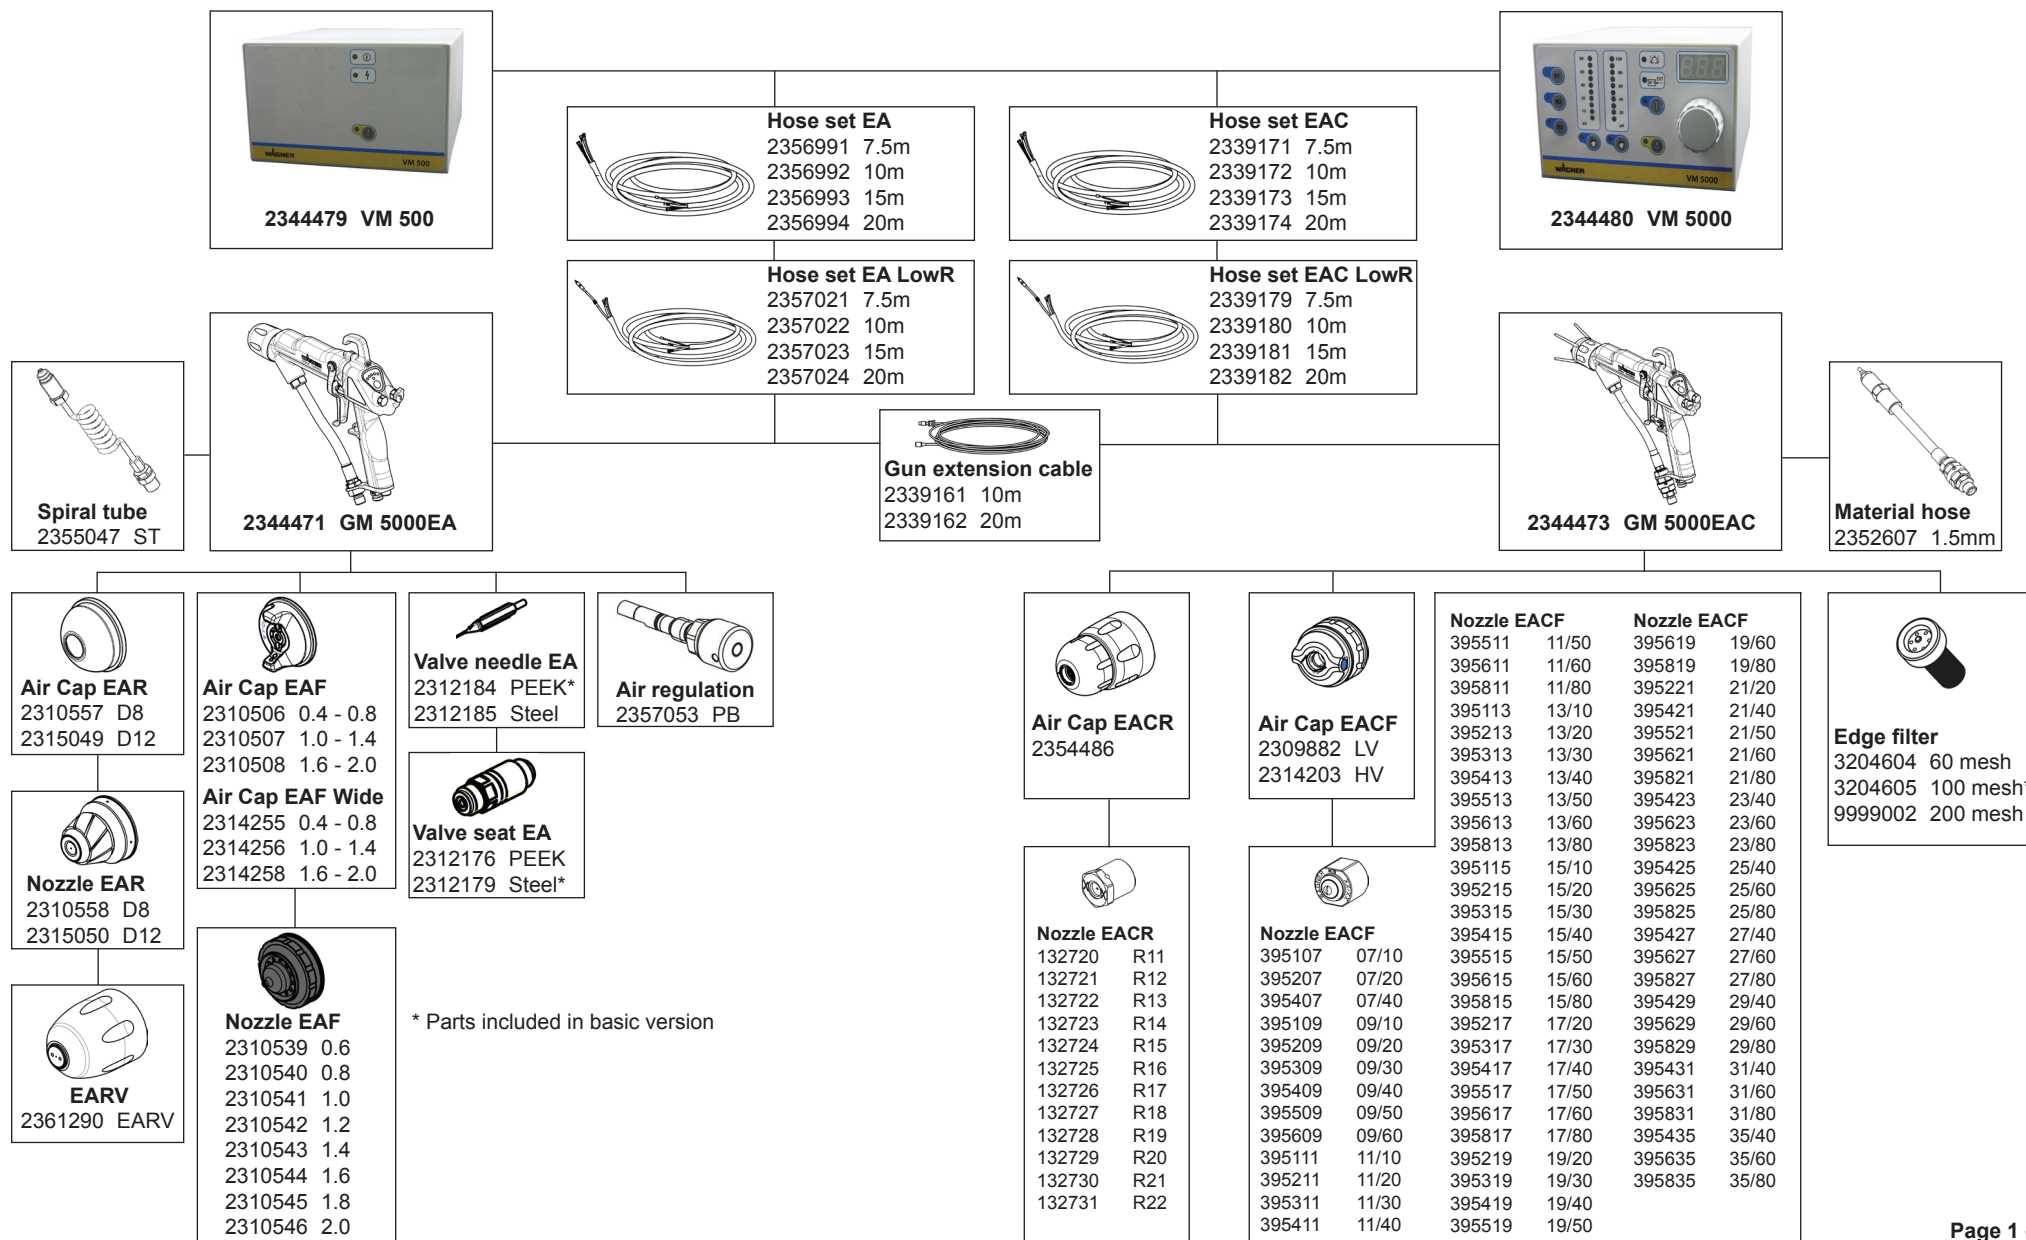 WAGNER
VM 500
2344479 VM 500
Hose set EA
2356991 7.5m
2356992 10m
2356993 15m
2356994 20m
Hose set EAC
2339171 7.5m
2339172 10m
2339173 15m
2339174 20m
WAGNER
VM 5000
2344480 VM 5000
Hose set EA LowR
2357021 7.5m
2357022 10m
2357023 15m
2357024 20m
Hose set EAC LowR
2339179 7.5m
2339180 10m
2339181 15m
2339182 20m
Spiral tube
2355047 ST
2344471 GM 5000EA
Gun extension cable
2339161 10m
2339162 20m
2344473 GM 5000EAC
Material hose
2352607 1.5mm
Air Cap EAR
2310557 D8
2315049 D12
Nozzle EAR
2310558 D8
2315050 D12
EARV
2361290 EARV
Air Cap EAF
2310506 0.4 - 0.8
2310507 1.0 - 1.4
2310508 1.6 - 2.0
Air Cap EAF Wide
2314255 0.4 - 0.8
2314256 1.0 - 1.4
2314258 1.6 - 2.0
Nozzle EAF
2310539 0.6
2310540 0.8
2310541 1.0
2310542 1.2
2310543 1.4
2310544 1.6
2310545 1.8
2310546 2.0
Valve needle EA
2312184 PEEK*
2312185 Steel
Valve seat EA
2312176 PEEK
2312179 Steel*
Air regulation
2357053 PB
* Parts included in basic version
Air Cap EACR
2354486
Nozzle EACR
132720 R11
132721 R12
132722 R13
132723 R14
132724 R15
132725 R16
132726 R17
132727 R18
132728 R19
132729 R20
132730 R21
132731 R22
Air Cap EACF
2309882 LV
2314203 HV
Nozzle EACF
395107 07/10
395207 07/20
395407 07/40
395109 09/10
395209 09/20
395309 09/30
395409 09/40
395509 09/50
395609 09/60
395111 11/10
395211 11/20
395311 11/30
395411 11/40
Nozzle EACF
395511 11/50
395611 11/60
395811 11/80
395113 13/10
395213 13/20
395313 13/30
395413 13/40
395513 13/50
395613 13/60
395813 13/80
395115 15/10
395215 15/20
395315 15/30
395415 15/40
395515 15/50
395615 15/60
395815 15/80
395217 17/20
395317 17/30
395417 17/40
395517 17/50
395617 17/60
395817 17/80
395219 19/20
395319 19/30
395419 19/40
395519 19/50
Nozzle EACF
395619 19/60
395819 19/80
395221 21/20
395421 21/40
395521 21/50
395621 21/60
395821 21/80
395423 23/40
395623 23/60
395823 23/80
395425 25/40
395625 25/60
395825 25/80
395427 27/40
395627 27/60
395827 27/80
395429 29/40
395629 29/60
395829 29/80
395431 31/40
395631 31/60
395831 31/80
395435 35/40
395635 35/60
395835 35/80
Edge filter
3204604 60 mesh
3204605 100 mesh*
9999002 200 mesh
Page 1